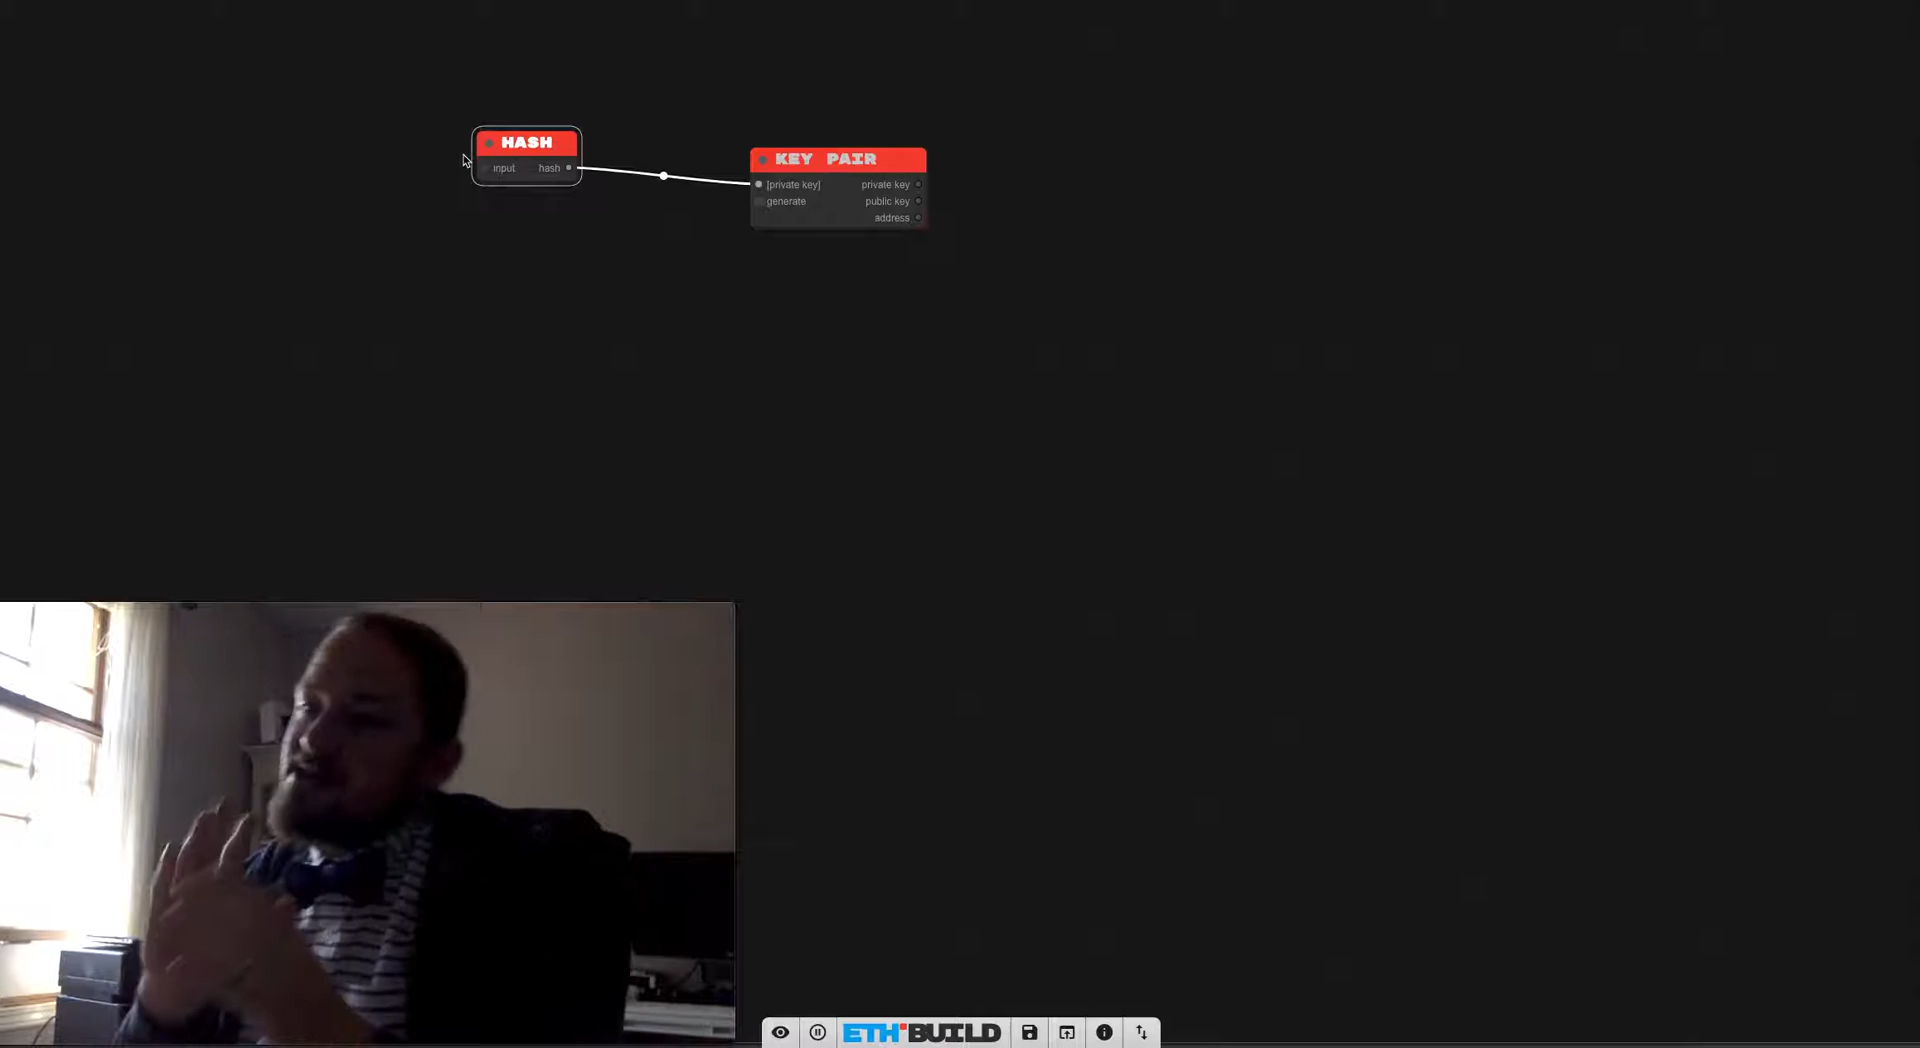 HASH
input hash
KEY PAIR
[private key] private key
generate public key
address
ETH BUILD